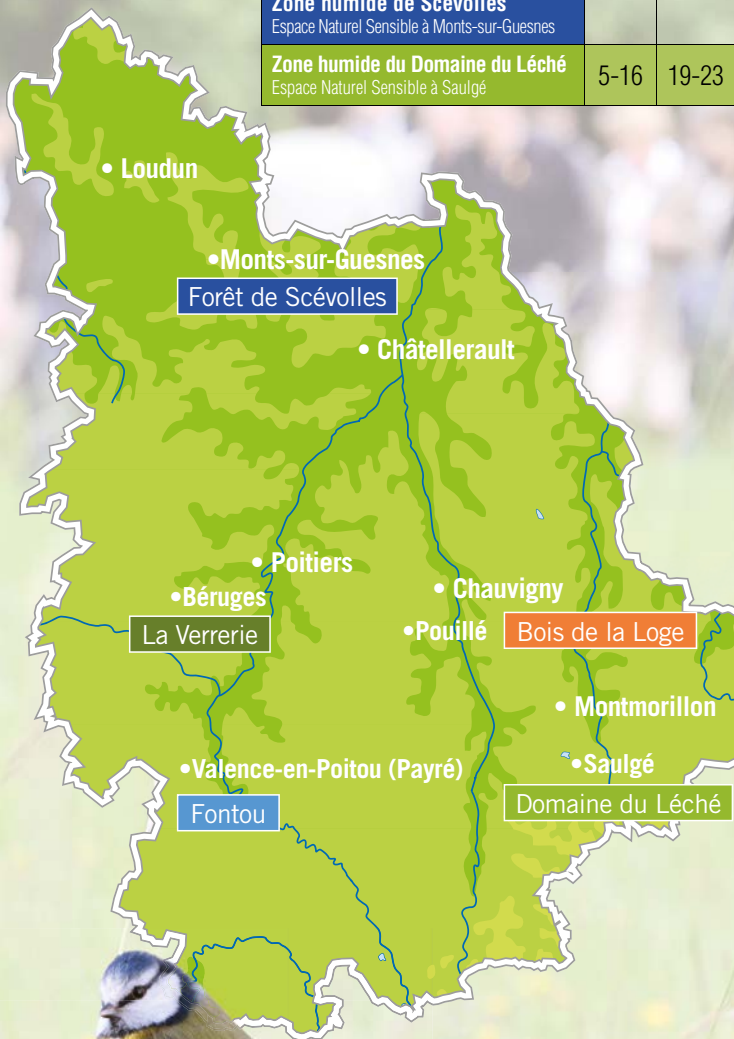 Zone humide de Scévolles
Espace Naturel Sensible à Monts-sur-Guesnes
Zone humide du Domaine du Léché
Espace Naturel Sensible à Saulgé
5-16
19-23
• Loudun
•Monts-sur-Guesnes
Forêt de Scévolles
• Châtellerault
• Poitiers
•Béruges
La Verrerie
• Chauvigny
•Pouillé
Bois de la Loge
• Montmorillon
•Saulgé
Domaine du Léché
•Valence-en-Poitou (Payré)
Fontou